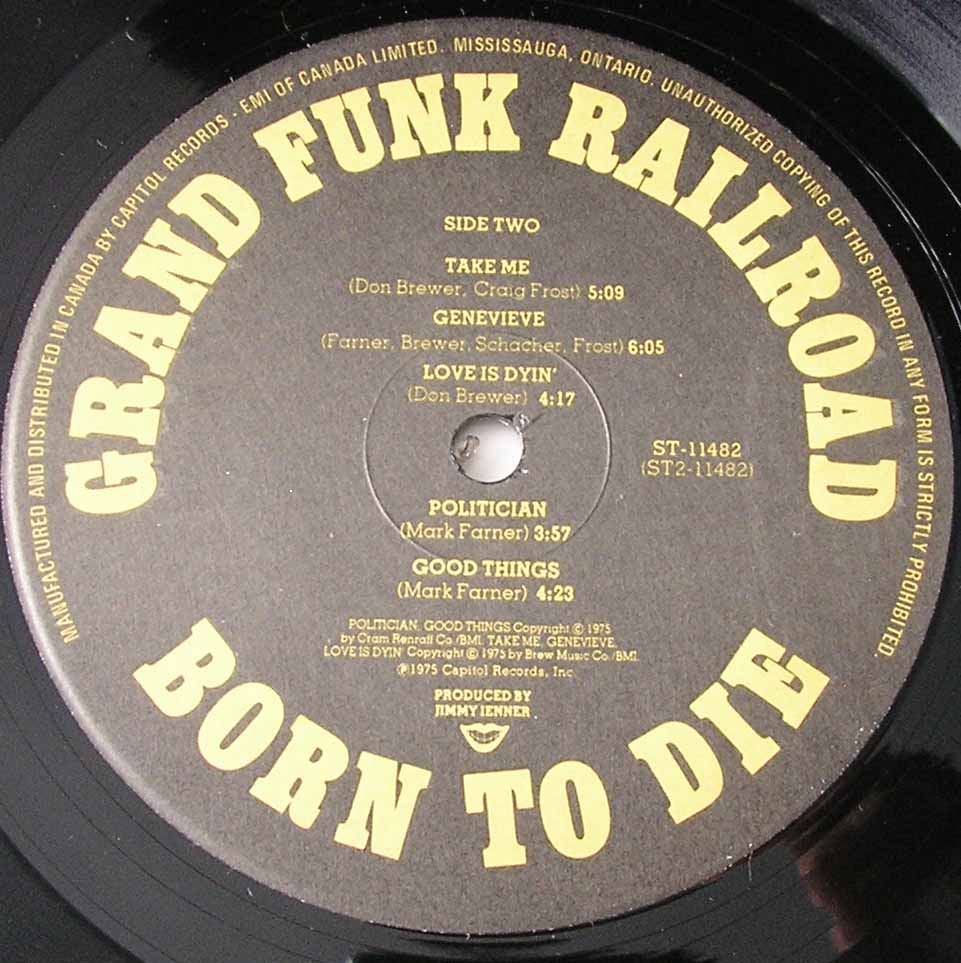 MANUFACTURED AND DISTRIBUTED IN CANADA BY CAPITOL RECORDS - EMI OF CANADA LIMITED. MISSISSAUGA, ONTARIO. UNAUTHORIZED COPYING OF THIS RECORD IN ANY FORM IS STRICTLY PROHIBITED.
GRAND FUNK RAILROAD
SIDE TWO
TAKE ME
(Don Brewer, Craig Frost) 5:09
GENEVIEVE
(Farner, Brewer, Schacher, Frost) 6:05
LOVE IS DYIN'
(Don Brewer) 4:17
ST-11482
(ST2-11482)
POLITICIAN
(Mark Farner) 3:57
GOOD THINGS
(Mark Farner) 4:23
POLITICIAN, GOOD THINGS Copyright © 1975
by Cram Renraff Co./BMI. TAKE ME, GENEVIEVE,
LOVE IS DYIN' Copyright © 1975 by Brew Music Co./BMI.
℗1975 Capitol Records, Inc.
PRODUCED BY
JIMMY IENNER
BORN TO DIE